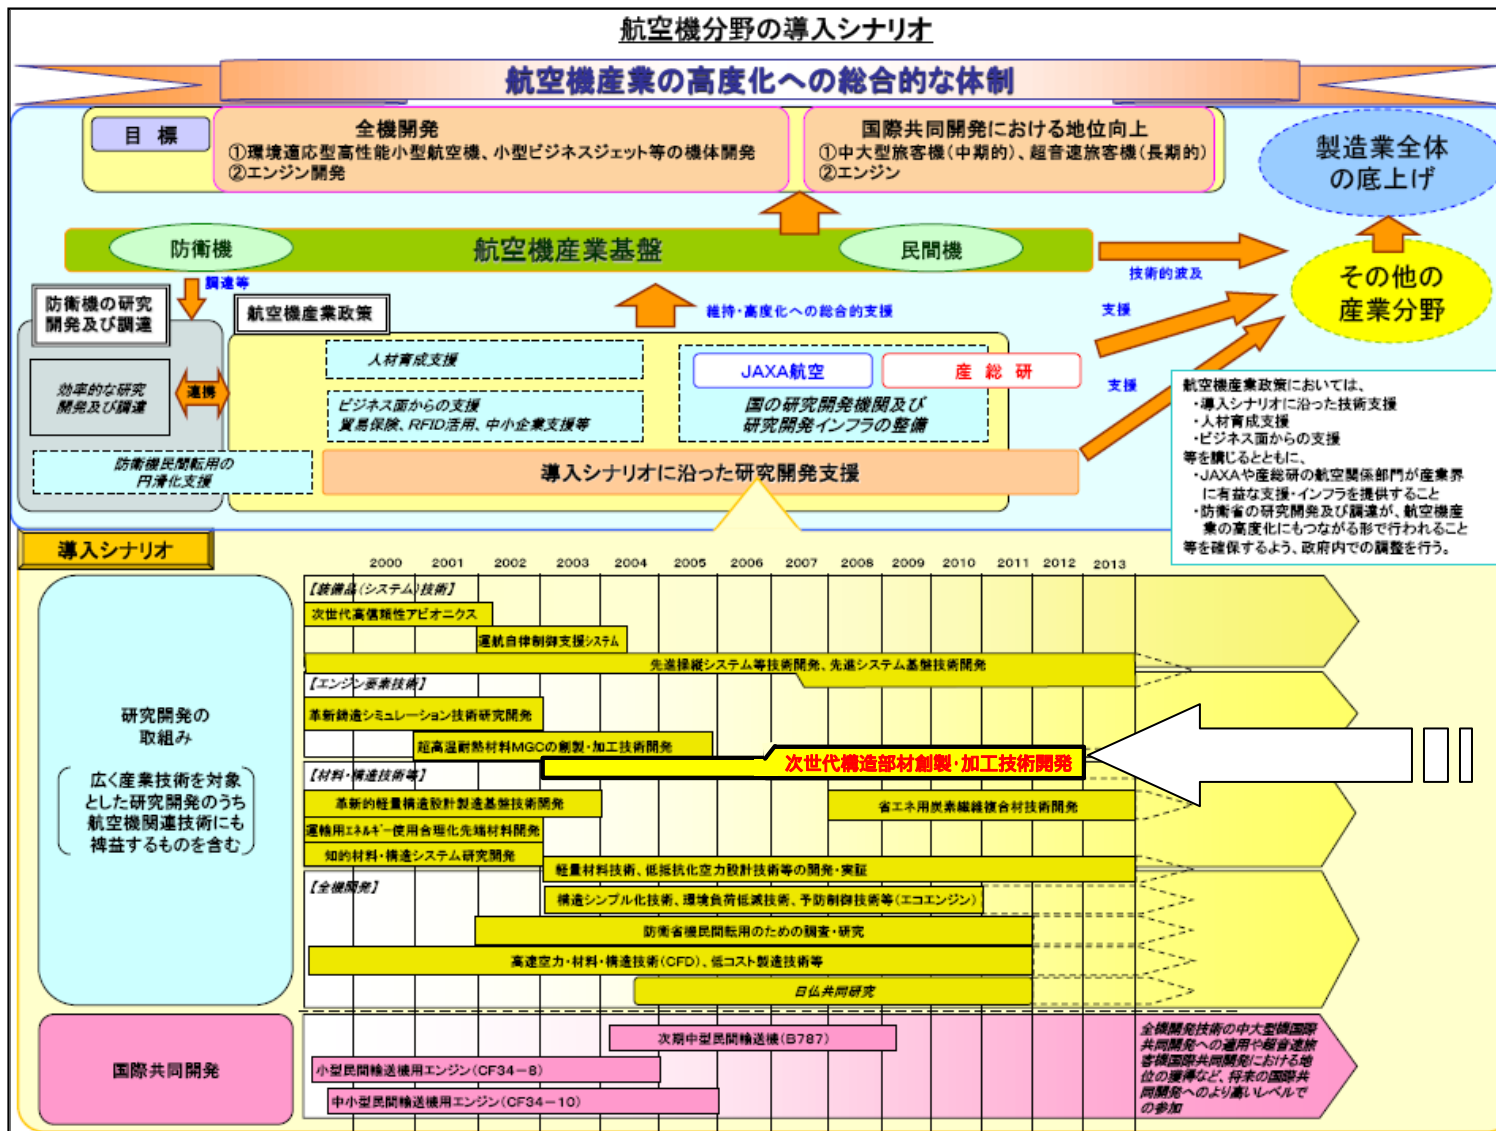 航空機分野の導入シナリオ
航空機産業の高度化への総合的な体制
目 標
全機開発
①環境適応型高性能小型航空機、小型ビジネスジェット等の機体開発
②エンジン開発
国際共同開発における地位向上
①中大型旅客機(中期的)、超音速旅客機(長期的)
②エンジン
製造業全体
の底上げ
防衛機
航空機産業基盤
民間機
技術的波及
その他の
産業分野
調達等
防衛機の研究
開発及び調達
航空機産業政策
維持・高度化への総合的支援
支援
支援
効率的な研究
開発及び調達
連携
人材育成支援
ビジネス面からの支援
貿易保険、RFID活用、中小企業支援等
JAXA航空
産 総 研
国の研究開発機関及び
研究開発インフラの整備
防衛機民間転用の
円滑化支援
導入シナリオに沿った研究開発支援
航空機産業政策においては、
・導入シナリオに沿った技術支援
・人材育成支援
・ビジネス面からの支援
等を講じるとともに、
・JAXAや産総研の航空関係部門が産業界
に有益な支援・インフラを提供すること
・防衛省の研究開発及び調達が、航空機産
業の高度化にもつながる形で行われること
等を確保するよう、政府内での調整を行う。
導入シナリオ
2000 2001 2002 2003 2004 2005 2006 2007 2008 2009 2010 2011 2012 2013
研究開発の
取組み
広く産業技術を対象
とした研究開発のうち
航空機関連技術にも
裨益するものを含む
【装備品(システム)技術】
次世代高信頼性アビオニクス
運航自律制御支援システム
先進操縦システム等技術開発、先進システム基盤技術開発
【エンジン要素技術】
革新鋳造シミュレーション技術研究開発
超高温耐熱材料MGCの創製・加工技術開発
次世代構造部材創製・加工技術開発
【材料・構造技術等】
革新的軽量構造設計製造基盤技術開発
省エネ用炭素繊維複合材技術開発
運輸用エネルギー使用合理化先端材料開発
知的材料・構造システム研究開発
軽量材料技術、低抵抗化空力設計技術等の開発・実証
【全機開発】
構造シンプル化技術、環境負荷低減技術、予防制御技術等(エコエンジン)
防衛省機民間転用のための調査・研究
高速空力・材料・構造技術(CFD)、低コスト製造技術等
日仏共同研究
国際共同開発
次期中型民間輸送機(B787)
小型民間輸送機用エンジン(CF34-8)
中小型民間輸送機用エンジン(CF34-10)
全機開発技術の中大型機国際
共同開発への適用や超音速旅
客機国際共同開発における地
位の獲得など、将来の国際共
同開発へのより高いレベルで
の参加